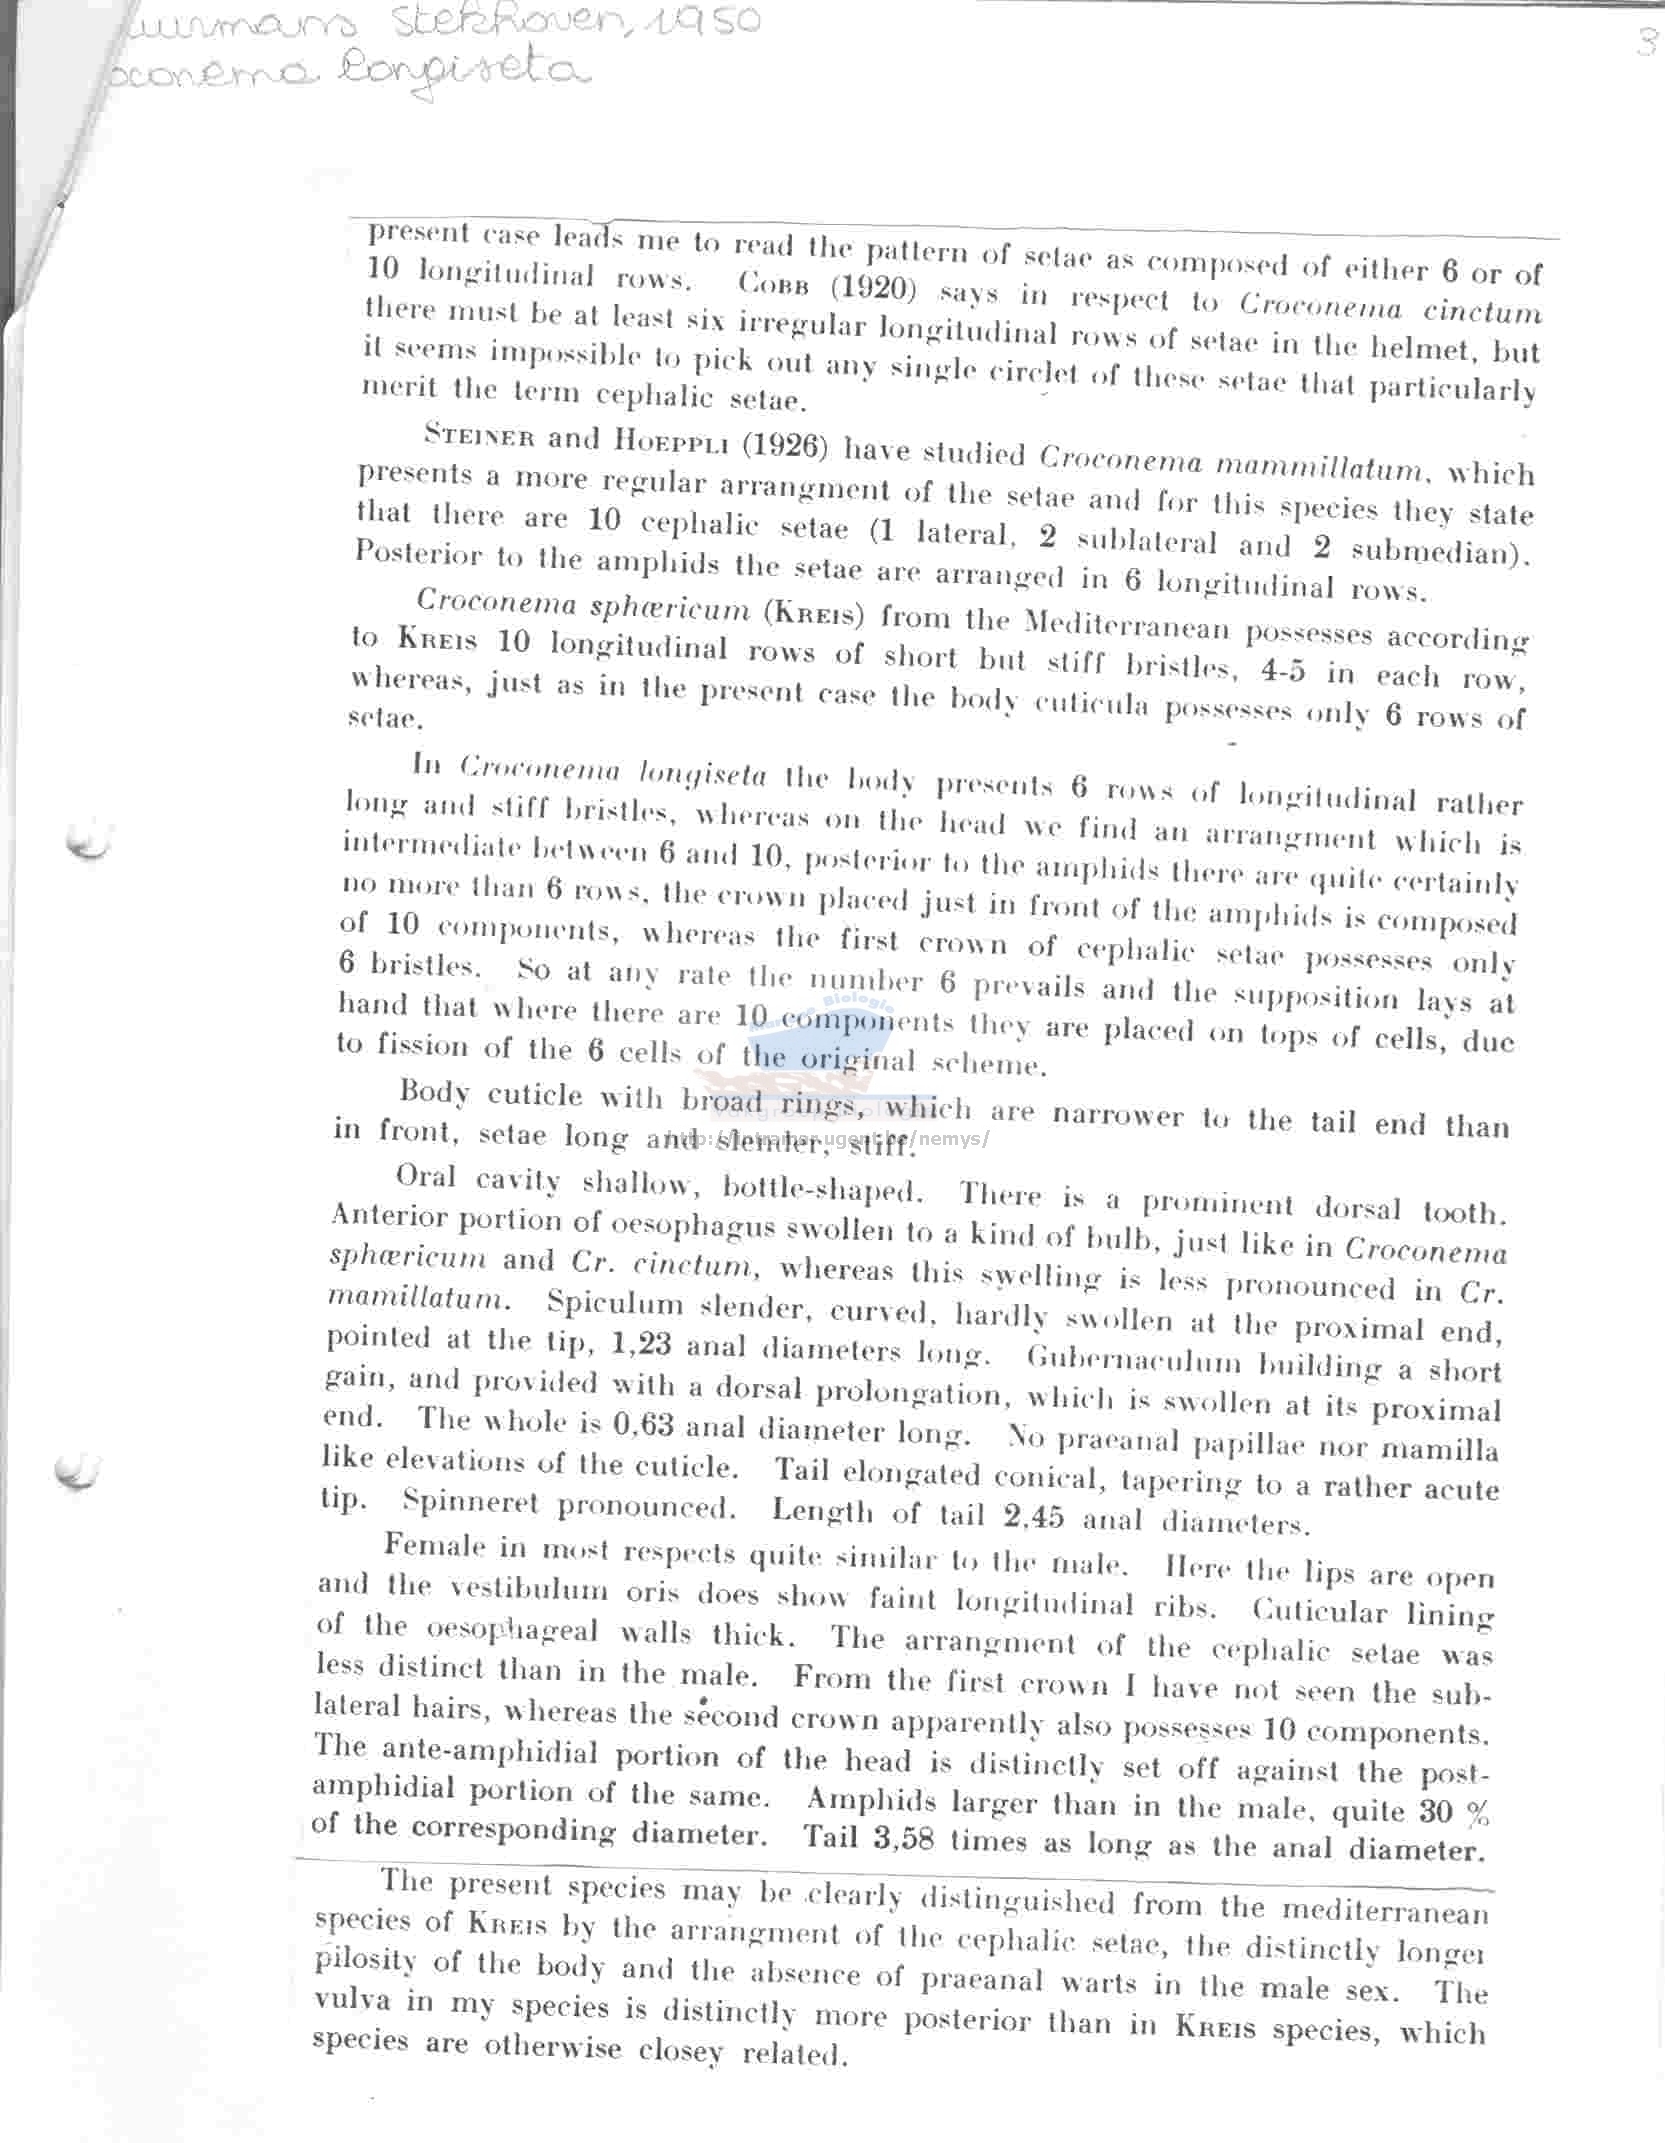 Stekhoven, 1950
3
longiseta
present case leads me to read the pattern of setae as composed of either 6 or of
10 longitudinal rows. COBB (1920) says in respect to Croconema cinctum
there must be at least six irregular longitudinal rows of setae in the helmet, but
it seems impossible to pick out any single circlet of these setae that particularly
merit the term cephalic setae.
STEINER and HOEPPLI (1926) have studied Croconema mammillatum, which
presents a more regular arrangment of the setae and for this species they state
that there are 10 cephalic setae (1 lateral, 2 sublateral and 2 submedian).
Posterior to the amphids the setae are arranged in 6 longitudinal rows.
Croconema sphæricum (KREIS) from the Mediterranean possesses according
to KREIS 10 longitudinal rows of short but stiff bristles, 4-5 in each row,
whereas, just as in the present case the body cuticula possesses only 6 rows of
setae.
In Croconema longiseta the body presents 6 rows of longitudinal rather
long and stiff bristles, whereas on the head we find an arrangment which is
intermediate between 6 and 10, posterior to the amphids there are quite certainly
no more than 6 rows, the crown placed just in front of the amphids is composed
of 10 components, whereas the first crown of cephalic setae possesses only
6 bristles. So at any rate the number 6 prevails and the supposition lays at
hand that where there are 10 components they are placed on tops of cells, due
to fission of the 6 cells of the original scheme.
Body cuticle with broad rings, which are narrower to the tail end than
in front, setae long and slender, stiff.
Oral cavity shallow, bottle-shaped. There is a prominent dorsal tooth.
Anterior portion of oesophagus swollen to a kind of bulb, just like in Croconema
sphæricum and Cr. cinctum, whereas this swelling is less pronounced in Cr.
mamillatum. Spiculum slender, curved, hardly swollen at the proximal end,
pointed at the tip, 1,23 anal diameters long. Gubernaculum building a short
gain, and provided with a dorsal prolongation, which is swollen at its proximal
end. The whole is 0,63 anal diameter long. No praeanal papillae nor mamilla
like elevations of the cuticle. Tail elongated conical, tapering to a rather acute
tip. Spinneret pronounced. Length of tail 2,45 anal diameters.
Female in most respects quite similar to the male. Here the lips are open
and the vestibulum oris does show faint longitudinal ribs. Cuticular lining
of the oesophageal walls thick. The arrangment of the cephalic setae was
less distinct than in the male. From the first crown I have not seen the sub-
lateral hairs, whereas the second crown apparently also possesses 10 components.
The ante-amphidial portion of the head is distinctly set off against the post-
amphidial portion of the same. Amphids larger than in the male, quite 30 %
of the corresponding diameter. Tail 3,58 times as long as the anal diameter.
The present species may be clearly distinguished from the mediterranean
species of KREIS by the arrangment of the cephalic setae, the distinctly longer
pilosity of the body and the absence of praeanal warts in the male sex. The
vulva in my species is distinctly more posterior than in KREIS species, which
species are otherwise closey related.